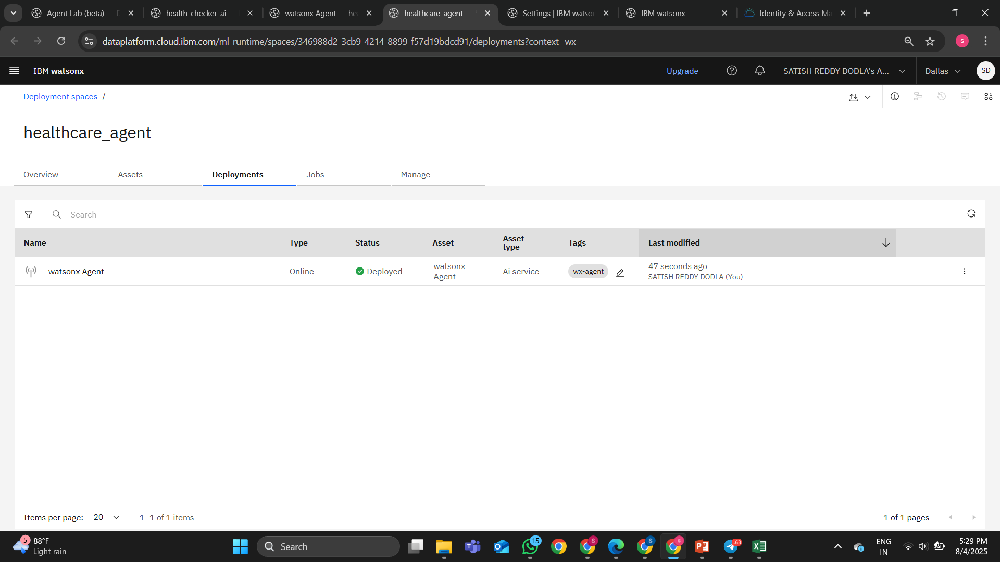 Agent Lab (beta) — D
health_checker_ai —
watsonx Agent — he
healthcare_agent —
Settings | IBM watson
IBM watsonx
Identity & Access Ma
dataplatform.cloud.ibm.com/ml-runtime/spaces/346988d2-3cb9-4214-8899-f57d19bdcd91/deployments?context=wx
s
IBM watsonx
Upgrade
SATISH REDDY DODLA's A...
Dallas
SD
Deployment spaces /
healthcare_agent
Overview
Assets
Deployments
Jobs
Manage
Search
Name
Type
Status
Asset
Asset
type
Tags
Last modified
watsonx Agent
Online
Deployed
watsonx
Agent
Ai service
wx-agent
47 seconds ago
SATISH REDDY DODLA (You)
Items per page: 20
1–1 of 1 items
1 of 1 pages
5
88°F
Light rain
Search
15
S
S
s
63
ENG
IN
5:29 PM
8/4/2025